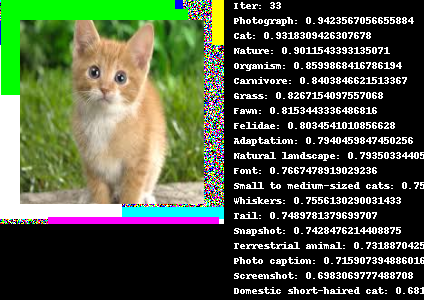 Iter: 33
Photograph: 0.9423567056655884
Cat: 0.9318309426307678
Nature: 0.9011543393135071
Organism: 0.8599868416786194
Carnivore: 0.8403846621513367
Grass: 0.8267154097557068
Fawn: 0.8153443336486816
Felidae: 0.8034541010856628
Adaptation: 0.7940459847450256
Natural landscape: 0.79350334405
Font: 0.7667478919029236
Small to medium-sized cats: 0.75
Whiskers: 0.7556130290031433
Tail: 0.7489781379699707
Snapshot: 0.7428476214408875
Terrestrial animal: 0.7318870425
Photo caption: 0.715907394886016
Screenshot: 0.6983069777488708
Domestic short-haired cat: 0.681